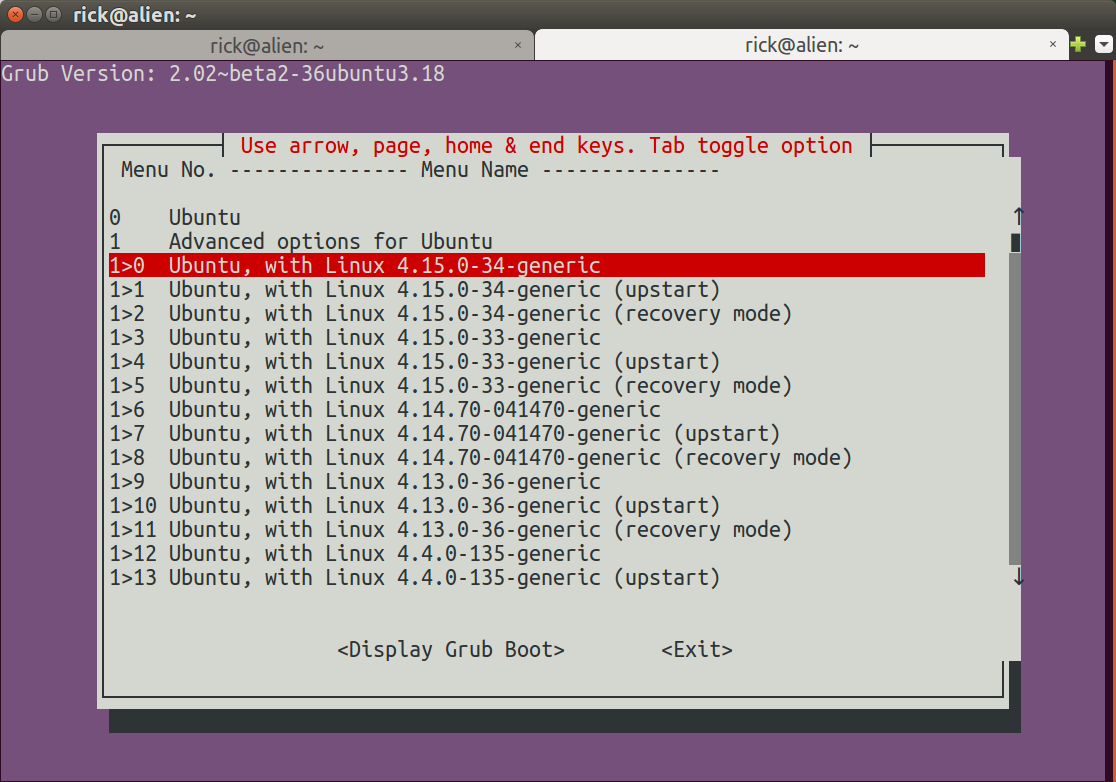 rick@alien: ~
rick@alien: ~ × rick@alien: ~ ×
Grub Version: 2.02~beta2-36ubuntu3.18
Use arrow, page, home & end keys. Tab toggle option
Menu No. --------------- Menu Name ---------------
0 Ubuntu
1 Advanced options for Ubuntu
1>0 Ubuntu, with Linux 4.15.0-34-generic
1>1 Ubuntu, with Linux 4.15.0-34-generic (upstart)
1>2 Ubuntu, with Linux 4.15.0-34-generic (recovery mode)
1>3 Ubuntu, with Linux 4.15.0-33-generic
1>4 Ubuntu, with Linux 4.15.0-33-generic (upstart)
1>5 Ubuntu, with Linux 4.15.0-33-generic (recovery mode)
1>6 Ubuntu, with Linux 4.14.70-041470-generic
1>7 Ubuntu, with Linux 4.14.70-041470-generic (upstart)
1>8 Ubuntu, with Linux 4.14.70-041470-generic (recovery mode)
1>9 Ubuntu, with Linux 4.13.0-36-generic
1>10 Ubuntu, with Linux 4.13.0-36-generic (upstart)
1>11 Ubuntu, with Linux 4.13.0-36-generic (recovery mode)
1>12 Ubuntu, with Linux 4.4.0-135-generic
1>13 Ubuntu, with Linux 4.4.0-135-generic (upstart)
<Display Grub Boot> <Exit>